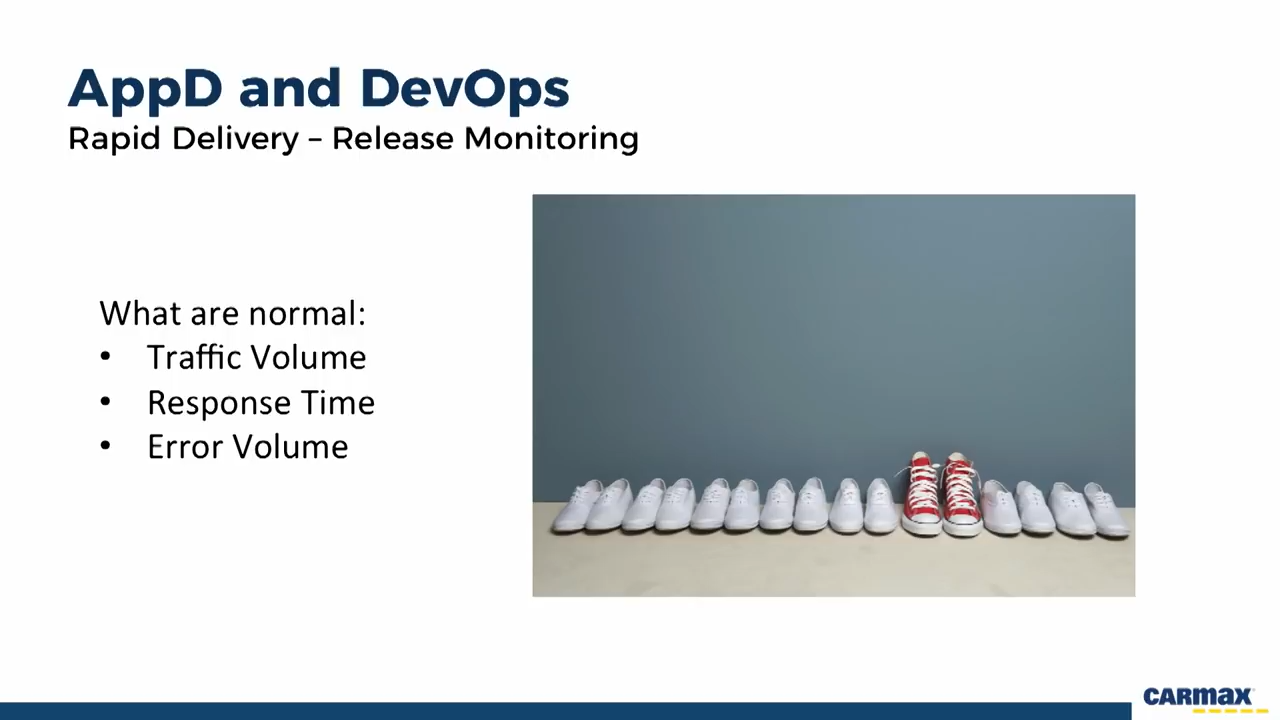 AppD and DevOps
Rapid Delivery – Release Monitoring
What are normal:
• Traffic Volume
• Response Time
• Error Volume
CARMAX